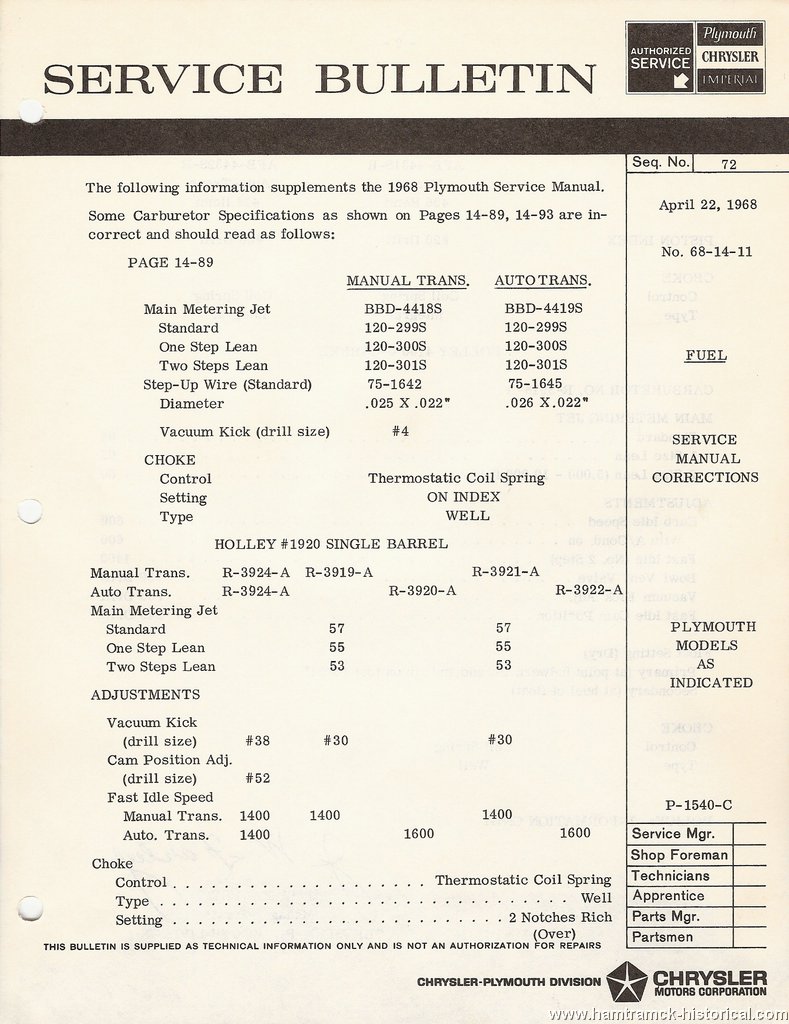 SERVICE BULLETIN
AUTHORIZED SERVICE
Plymouth
CHRYSLER
IMPERIAL
Seq. No. 72
The following information supplements the 1968 Plymouth Service Manual.
April 22, 1968
Some Carburetor Specifications as shown on Pages 14-89, 14-93 are in-
correct and should read as follows:
No. 68-14-11
PAGE 14-89
MANUAL TRANS. AUTO TRANS.
Main Metering Jet BBD-4418S BBD-4419S
Standard 120-299S 120-299S
One Step Lean 120-300S 120-300S
FUEL
Two Steps Lean 120-301S 120-301S
Step-Up Wire (Standard) 75-1642 75-1645
Diameter .025 X .022" .026 X .022"
Vacuum Kick (drill size) #4
SERVICE
MANUAL
CORRECTIONS
CHOKE
Control Thermostatic Coil Spring
Setting ON INDEX
Type WELL
HOLLEY #1920 SINGLE BARREL
Manual Trans. R-3924-A R-3919-A R-3921-A
Auto Trans. R-3924-A R-3920-A R-3922-A
Main Metering Jet
Standard 57 57
One Step Lean 55 55
Two Steps Lean 53 53
PLYMOUTH
MODELS
AS
INDICATED
ADJUSTMENTS
Vacuum Kick
(drill size) #38 #30 #30
Cam Position Adj.
(drill size) #52
Fast Idle Speed
Manual Trans. 1400 1400 1400
Auto. Trans. 1400 1600 1600
P-1540-C
Service Mgr.
Shop Foreman
Technicians
Apprentice
Parts Mgr.
Partsmen
Choke
Control . . . . . . . . . . . . . . . . . . . . Thermostatic Coil Spring
Type . . . . . . . . . . . . . . . . . . . . . . . . . . . . . . . Well
Setting . . . . . . . . . . . . . . . . . . . . . . . . . 2 Notches Rich
(Over)
THIS BULLETIN IS SUPPLIED AS TECHNICAL INFORMATION ONLY AND IS NOT AN AUTHORIZATION FOR REPAIRS
CHRYSLER-PLYMOUTH DIVISION
CHRYSLER
MOTORS CORPORATION
www.hamtramck-historical.com